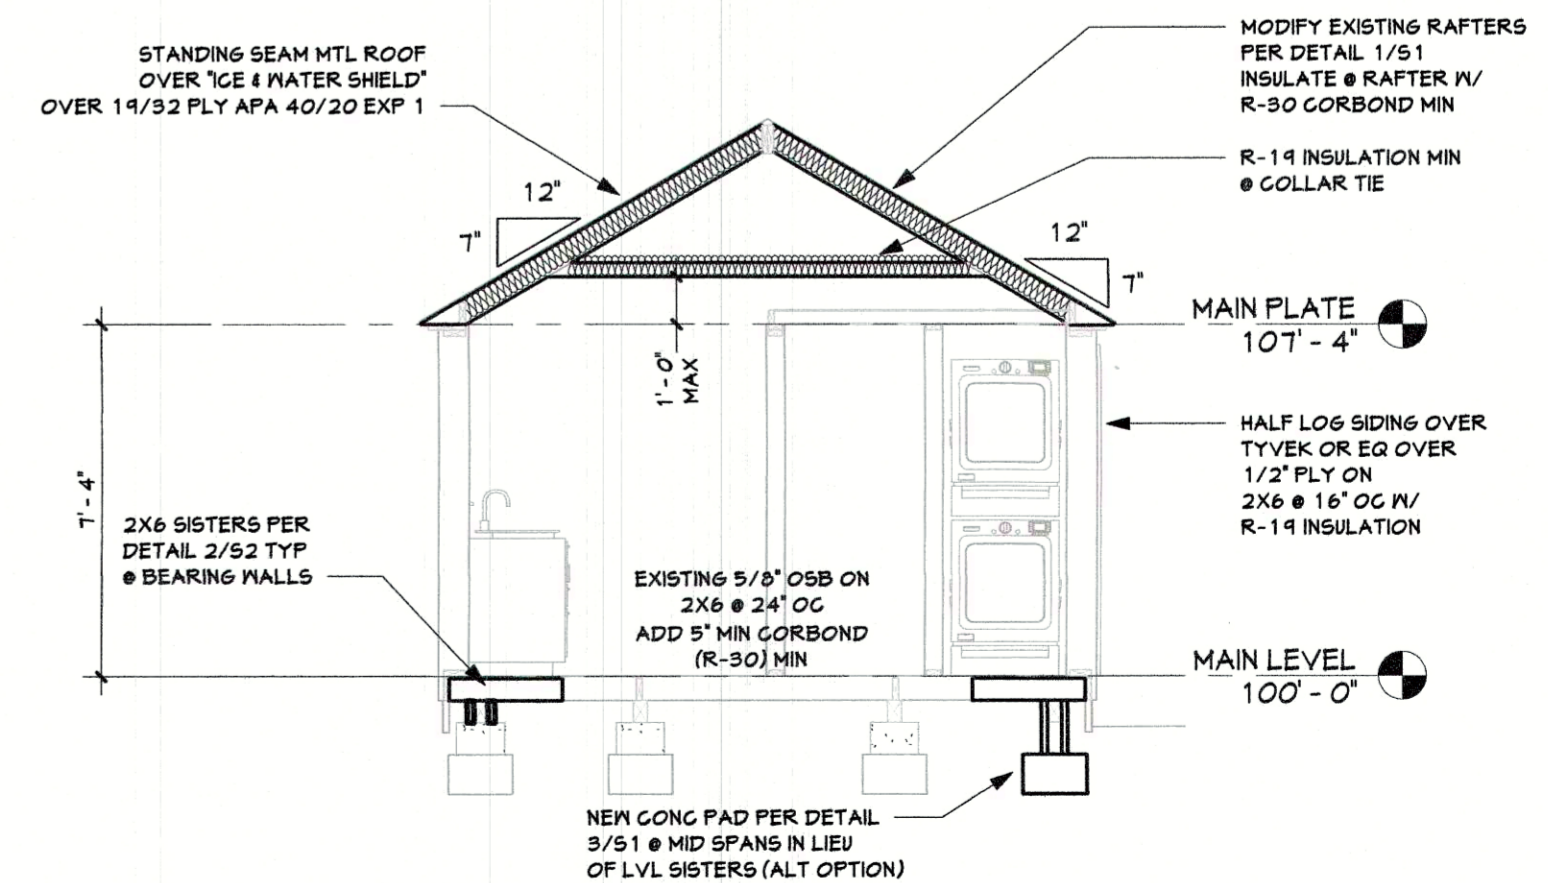 STANDING SEAM MTL ROOF
OVER "ICE & WATER SHIELD"
OVER 19/32 PLY APA 40/20 EXP 1
MODIFY EXISTING RAFTERS
PER DETAIL 1/S1
INSULATE @ RAFTER W/
R-30 CORBOND MIN
R-19 INSULATION MIN
@ COLLAR TIE
12"
7"
12"
7"
MAIN PLATE
107' - 4"
1' - 0"
MAX
HALF LOG SIDING OVER
TYVEK OR EQ OVER
1/2" PLY ON
2X6 @ 16" OC W/
R-19 INSULATION
7' - 4"
2X6 SISTERS PER
DETAIL 2/S2 TYP
@ BEARING WALLS
EXISTING 5/8" OSB ON
2X6 @ 24" OC
ADD 5" MIN CORBOND
(R-30) MIN
MAIN LEVEL
100' - 0"
NEW CONC PAD PER DETAIL
3/S1 @ MID SPANS IN LIEU
OF LVL SISTERS (ALT OPTION)